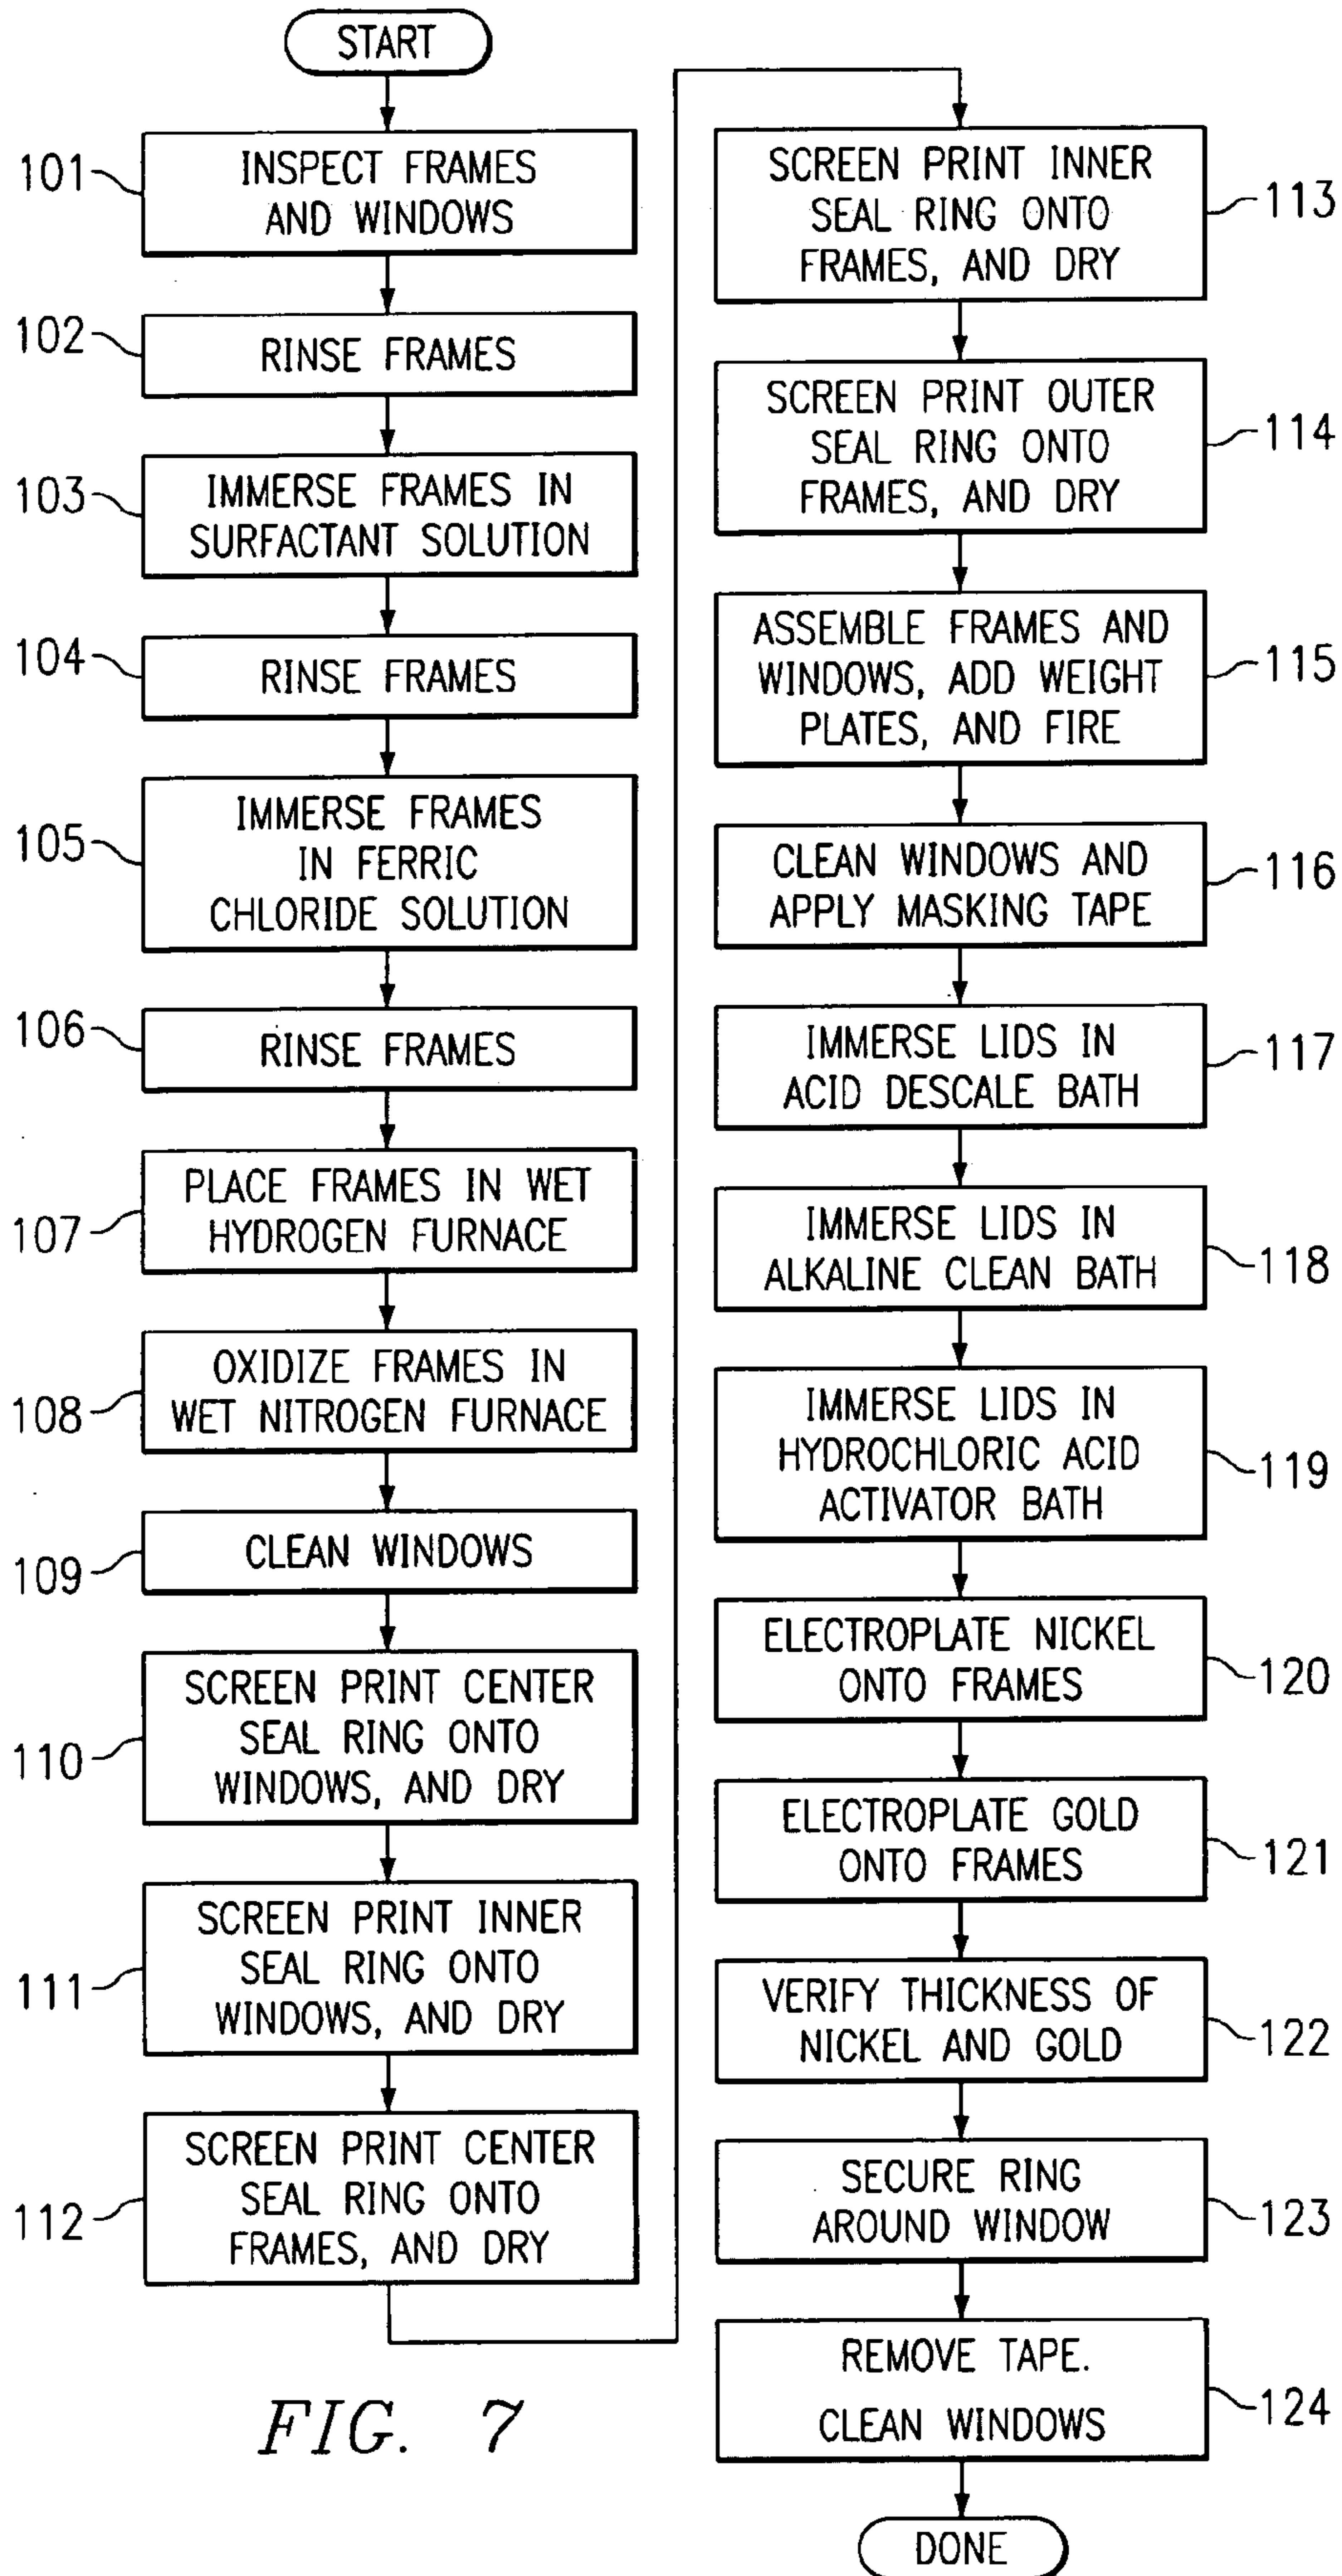 START
101
INSPECT FRAMES
AND WINDOWS
102
RINSE FRAMES
103
IMMERSE FRAMES IN
SURFACTANT SOLUTION
104
RINSE FRAMES
105
IMMERSE FRAMES
IN FERRIC
CHLORIDE SOLUTION
106
RINSE FRAMES
107
PLACE FRAMES IN WET
HYDROGEN FURNACE
108
OXIDIZE FRAMES IN
WET NITROGEN FURNACE
109
CLEAN WINDOWS
110
SCREEN PRINT CENTER
SEAL RING ONTO
WINDOWS, AND DRY
111
SCREEN PRINT INNER
SEAL RING ONTO
WINDOWS, AND DRY
112
SCREEN PRINT CENTER
SEAL RING ONTO
FRAMES, AND DRY
SCREEN PRINT INNER
SEAL RING ONTO
FRAMES, AND DRY
113
SCREEN PRINT OUTER
SEAL RING ONTO
FRAMES, AND DRY
114
ASSEMBLE FRAMES AND
WINDOWS, ADD WEIGHT
PLATES, AND FIRE
115
CLEAN WINDOWS AND
APPLY MASKING TAPE
116
IMMERSE LIDS IN
ACID DESCALE BATH
117
IMMERSE LIDS IN
ALKALINE CLEAN BATH
118
IMMERSE LIDS IN
HYDROCHLORIC ACID
ACTIVATOR BATH
119
ELECTROPLATE NICKEL
ONTO FRAMES
120
ELECTROPLATE GOLD
ONTO FRAMES
121
VERIFY THICKNESS OF
NICKEL AND GOLD
122
SECURE RING
AROUND WINDOW
123
REMOVE TAPE.
CLEAN WINDOWS
124
DONE
FIG. 7